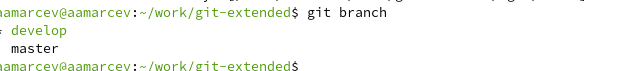 aamarcev@aamarcev:~/work/git-extended$ git branch
* develop
master
aamarcev@aamarcev:~/work/git-extended$